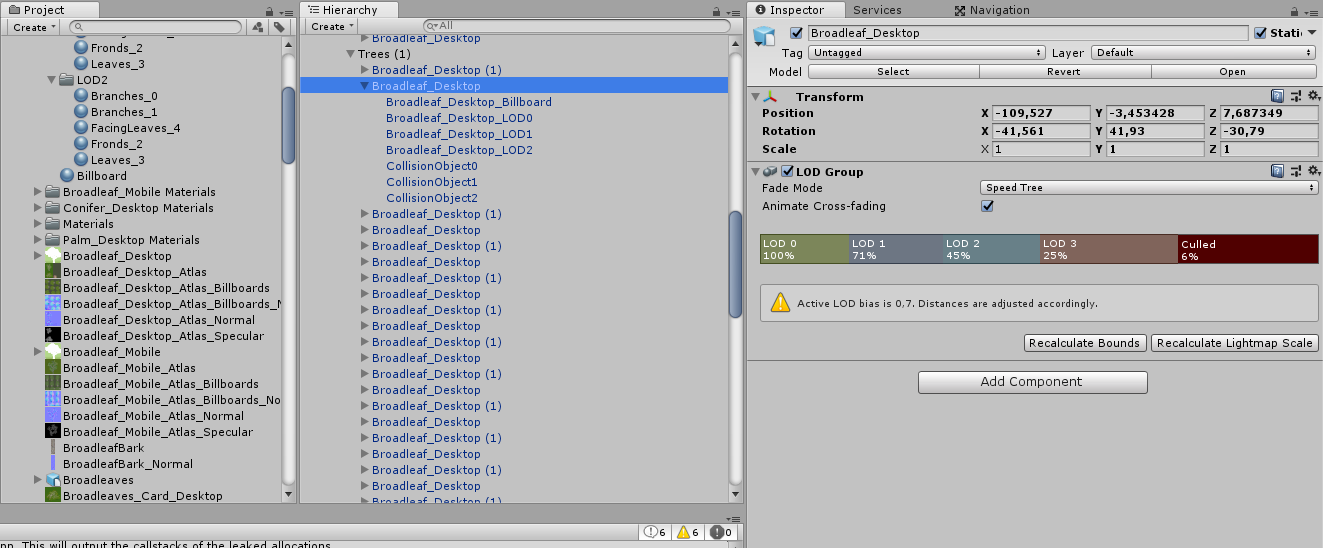 Project
Create
Fronds_2
Leaves_3
LOD2
Branches_0
Branches_1
FacingLeaves_4
Fronds_2
Leaves_3
Billboard
Broadleaf_Mobile Materials
Conifer_Desktop Materials
Materials
Palm_Desktop Materials
Broadleaf_Desktop
Broadleaf_Desktop_Atlas
Broadleaf_Desktop_Atlas_Billboards
Broadleaf_Desktop_Atlas_Billboards_N
Broadleaf_Desktop_Atlas_Normal
Broadleaf_Desktop_Atlas_Specular
Broadleaf_Mobile
Broadleaf_Mobile_Atlas
Broadleaf_Mobile_Atlas_Billboards
Broadleaf_Mobile_Atlas_Billboards_No
Broadleaf_Mobile_Atlas_Normal
Broadleaf_Mobile_Atlas_Specular
BroadleafBark
BroadleafBark_Normal
Broadleaves
Broadleaves_Card_Desktop
Hierarchy
Create
All
Broadleaf_Desktop
Trees (1)
Broadleaf_Desktop (1)
Broadleaf_Desktop
Broadleaf_Desktop_Billboard
Broadleaf_Desktop_LOD0
Broadleaf_Desktop_LOD1
Broadleaf_Desktop_LOD2
CollisionObject0
CollisionObject1
CollisionObject2
Broadleaf_Desktop (1)
Broadleaf_Desktop
Broadleaf_Desktop (1)
Broadleaf_Desktop
Broadleaf_Desktop (1)
Broadleaf_Desktop
Broadleaf_Desktop (1)
Broadleaf_Desktop
Broadleaf_Desktop (1)
Broadleaf_Desktop
Broadleaf_Desktop (1)
Broadleaf_Desktop
Broadleaf_Desktop (1)
Broadleaf_Desktop
Broadleaf_Desktop (1)
Broadleaf_Desktop
Broadleaf_Desktop (1)
Broadleaf_Desktop
Broadleaf_Desktop (1)
6 6 0
pp. This will output the callstacks of the leaked allocations
Inspector Services Navigation
Broadleaf_Desktop Stati
Tag Untagged Layer Default
Model Select Revert Open
Transform
Position X -109,527 Y -3,453428 Z 7,687349
Rotation X -41,561 Y 41,93 Z -30,79
Scale X 1 Y 1 Z 1
LOD Group
Fade Mode Speed Tree
Animate Cross-fading
LOD 0 LOD 1 LOD 2 LOD 3 Culled
100% 71% 45% 25% 6%
Active LOD bias is 0,7. Distances are adjusted accordingly.
Recalculate Bounds Recalculate Lightmap Scale
Add Component